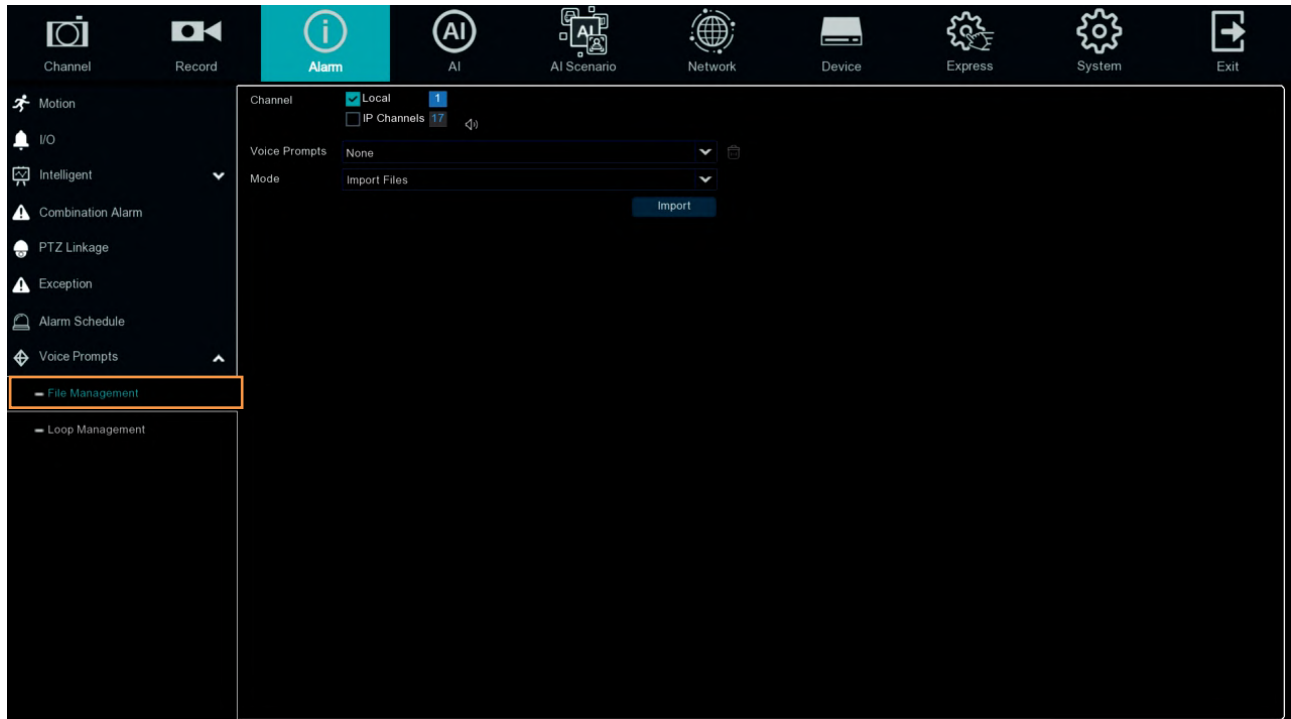 Channel
Record
Alarm
AI
AI Scenario
Network
Device
Express
System
Exit
Motion
I/O
Intelligent
Combination Alarm
PTZ Linkage
Exception
Alarm Schedule
Voice Prompts
File Management
Loop Management
Channel Local 1
IP Channels 17
Voice Prompts None
Mode Import Files
Import